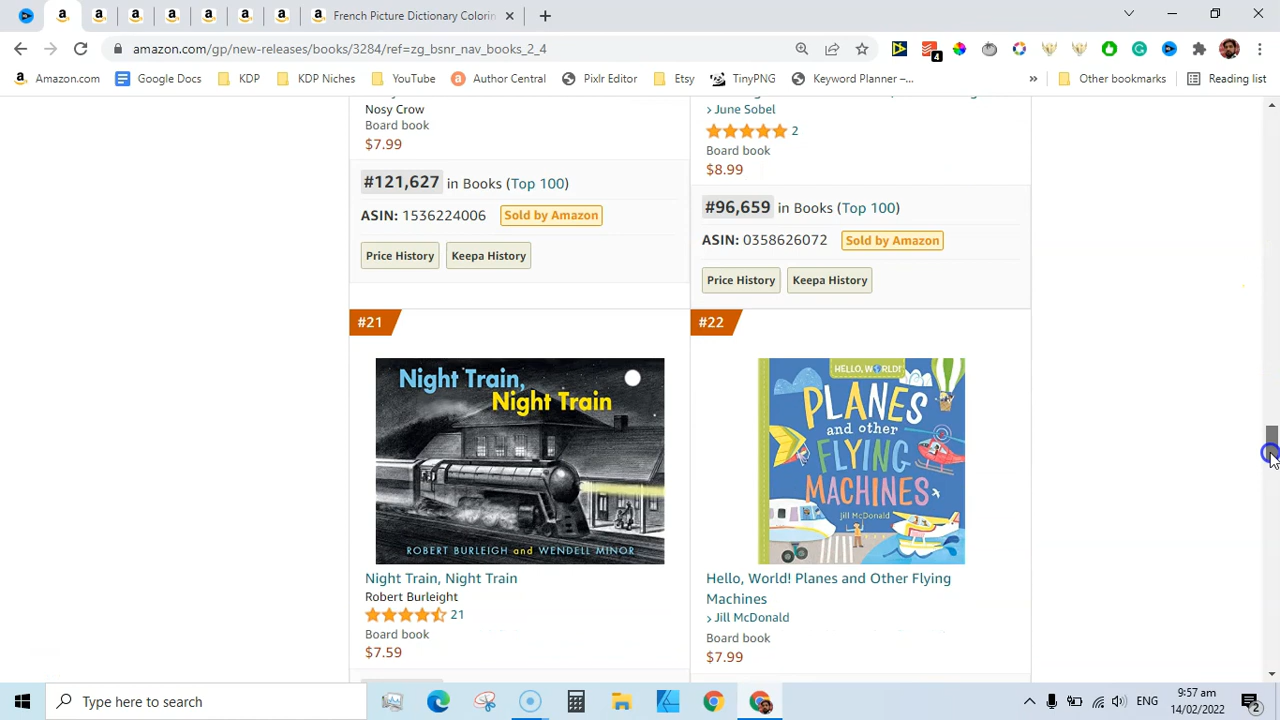 French Picture Dictionary Colorin
amazon.com/gp/new-releases/books/3284/ref=zg_bsnr_nav_books_2_4
4
Amazon.com
Google Docs
KDP
KDP Niches
YouTube
Author Central
Pixlr Editor
Etsy
TinyPNG
Keyword Planner –...
»
Other bookmarks
Reading list
Nosy Crow
Board book
$7.99
#121,627 in Books (Top 100)
ASIN: 1536224006 Sold by Amazon
Price History Keepa History
› June Sobel
2
Board book
$8.99
#96,659 in Books (Top 100)
ASIN: 0358626072 Sold by Amazon
Price History Keepa History
#21
Night Train,
Night Train
ROBERT BURLEIGH and WENDELL MINOR
Night Train, Night Train
Robert Burleight
21
Board book
$7.59
#22
HELLO, WORLD!
PLANES
and other
FLYING
MACHINES
Jill McDonald
Hello, World! Planes and Other Flying
Machines
› Jill McDonald
Board book
$7.99
Type here to search
ENG
9:57 am
14/02/2022
2